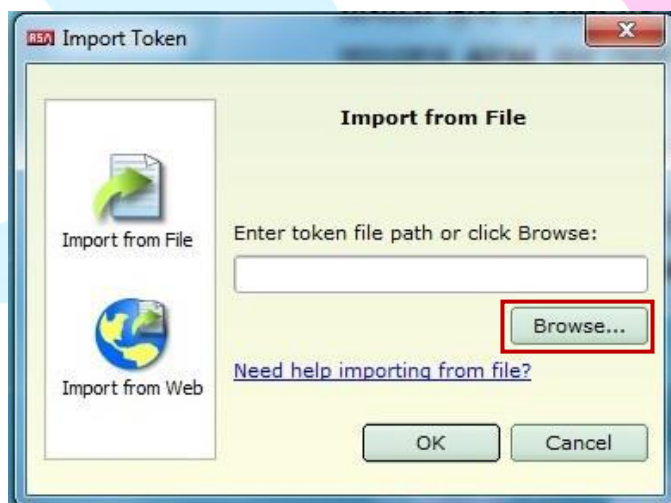 RSA Import Token
Import from File
Import from File
Enter token file path or click Browse:
Browse...
Import from Web
Need help importing from file?
OK
Cancel